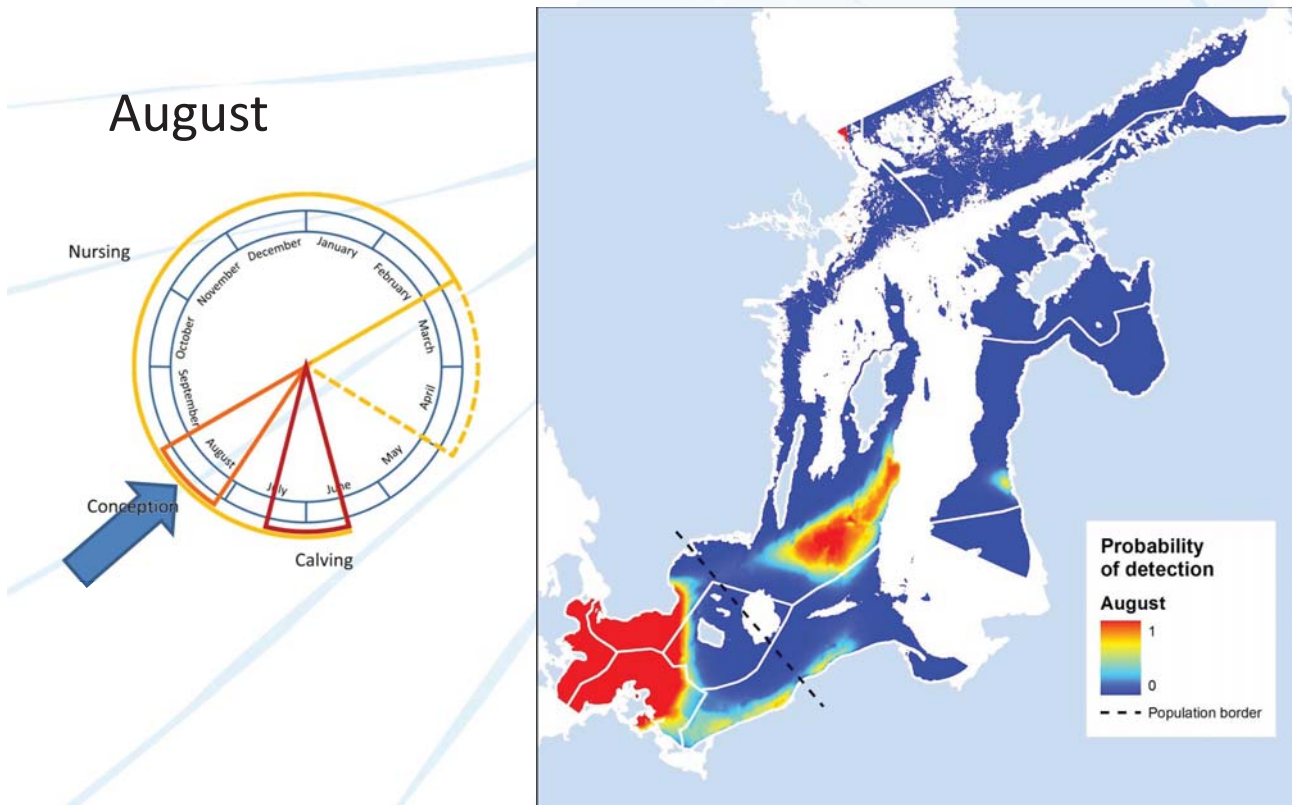 August
Nursing
December
January
November
February
October
March
September
April
August
May
July
June
Conception
Calving
Probability
of detection
August
1
0
Population border